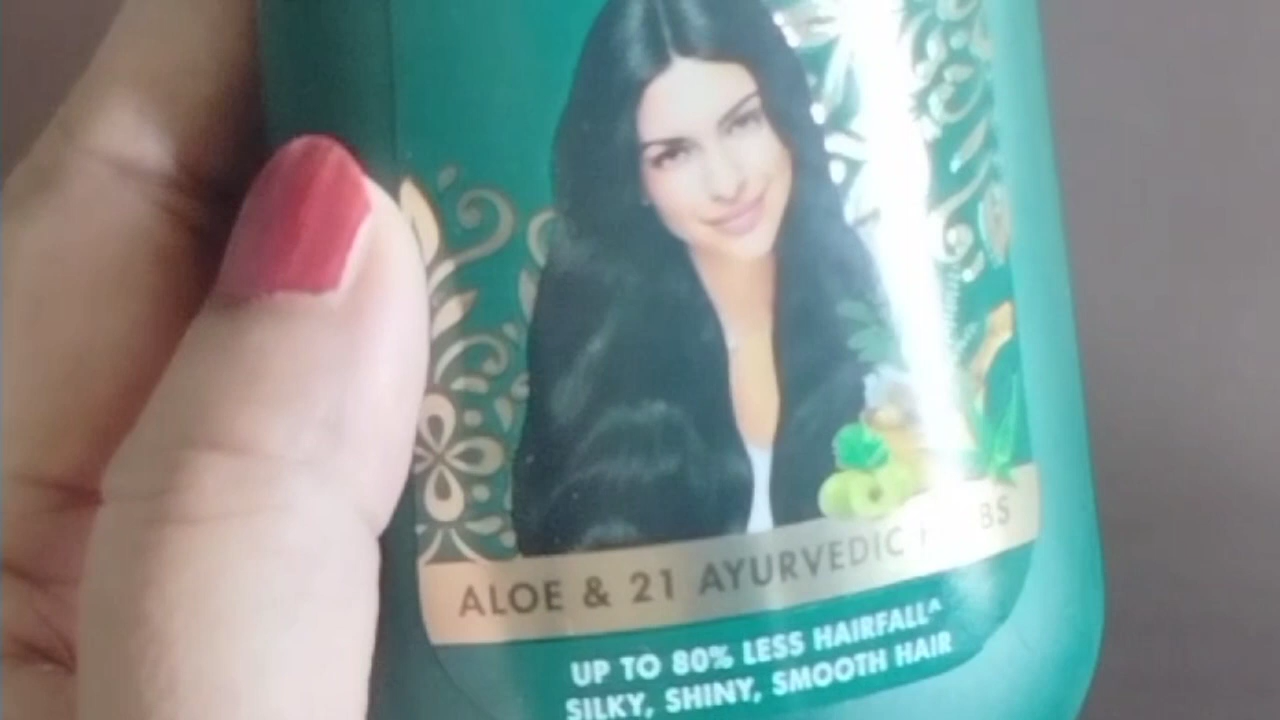 ALOE & 21 AYURVEDIC
UP TO 80% LESS HAIRFALL^
SILKY, SHINY, SMOOTH HAIR